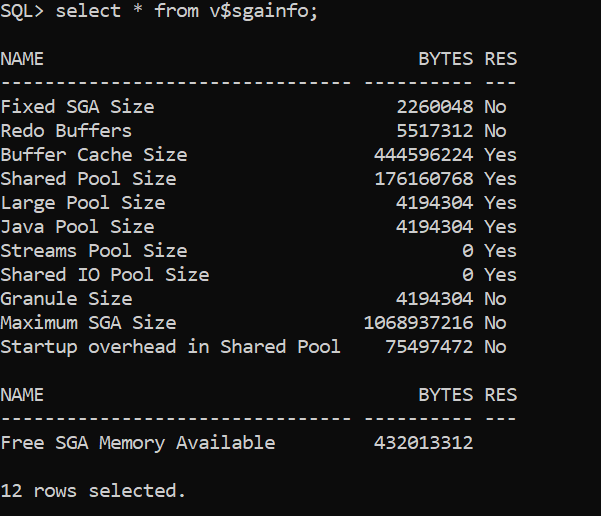 SQL> select * from v$sgainfo;
NAME                                  BYTES RES
-------------------------------- ---------- ---
Fixed SGA Size                      2260048 No
Redo Buffers                        5517312 No
Buffer Cache Size                 444596224 Yes
Shared Pool Size                  176160768 Yes
Large Pool Size                     4194304 Yes
Java Pool Size                      4194304 Yes
Streams Pool Size                         0 Yes
Shared IO Pool Size                       0 Yes
Granule Size                        4194304 No
Maximum SGA Size                 1068937216 No
Startup overhead in Shared Pool    75497472 No
NAME                                  BYTES RES
-------------------------------- ---------- ---
Free SGA Memory Available         432013312
12 rows selected.